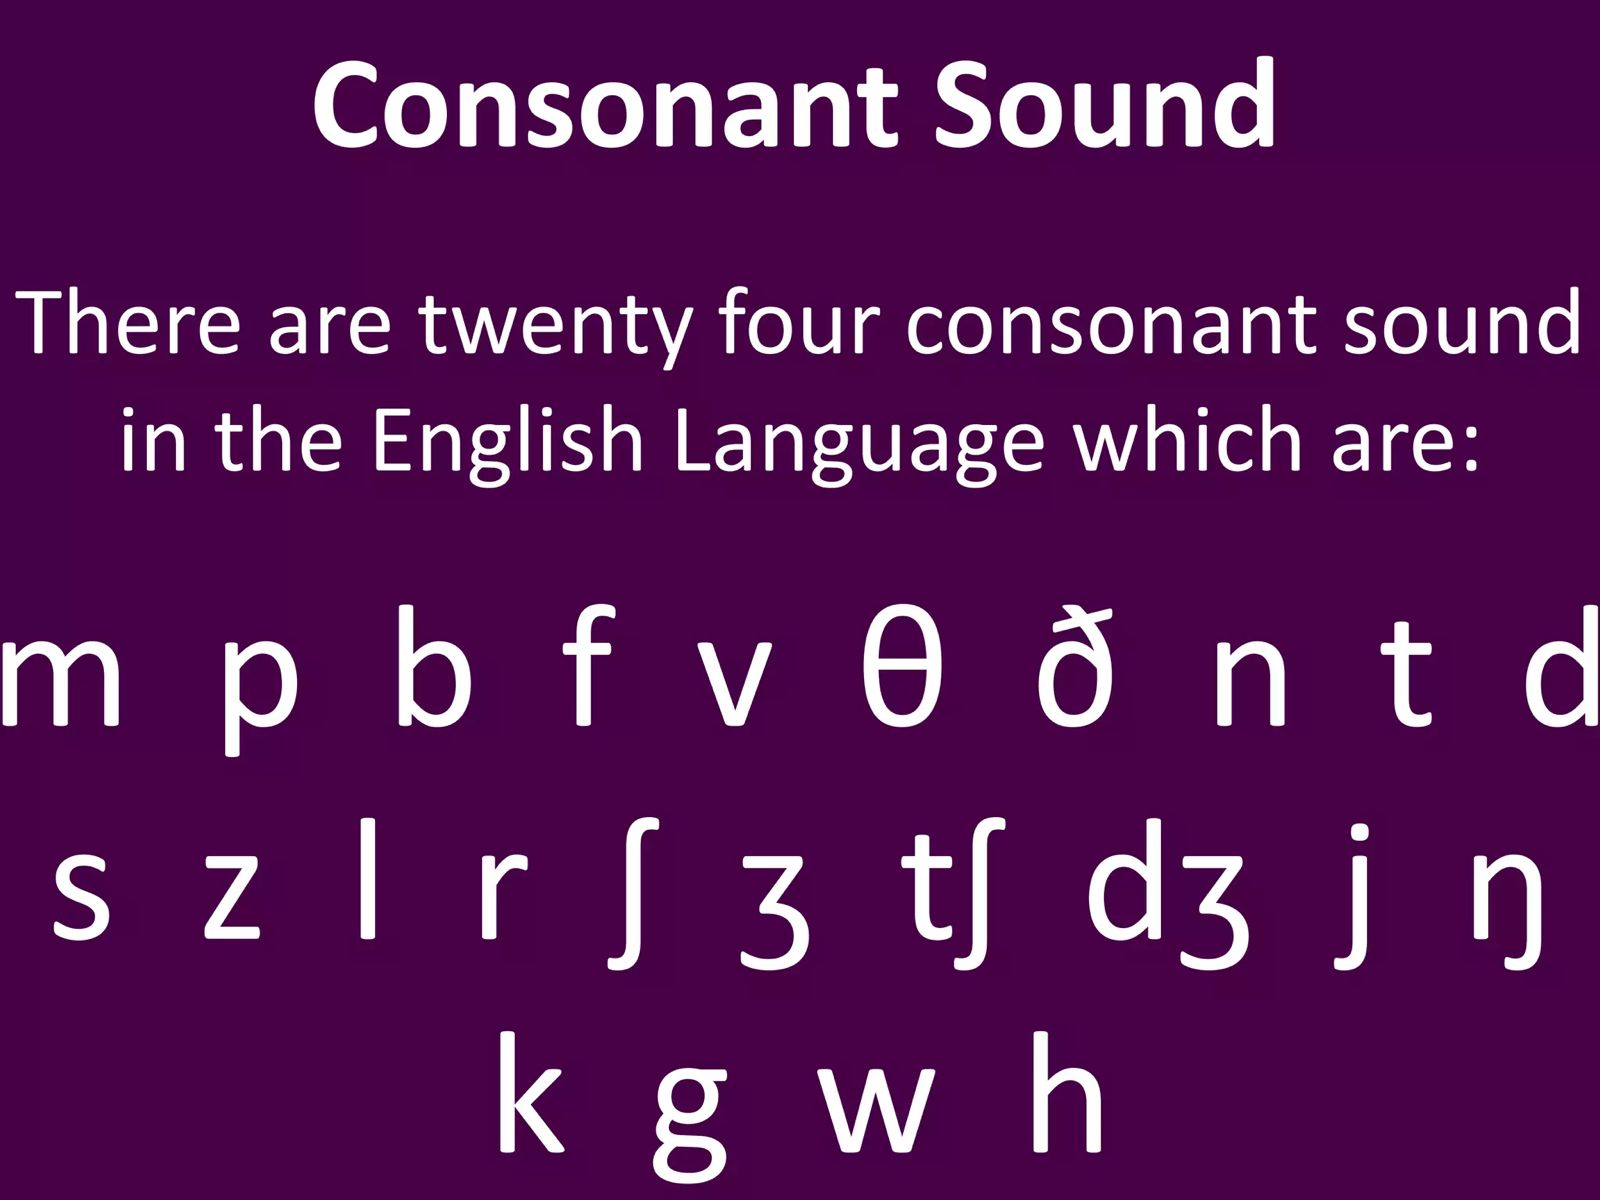 Consonant Sound
There are twenty four consonant sound
in the English Language which are:
m p b f v θ ð n t d
s z l r ʃ ʒ tʃ dʒ j ŋ
k g w h